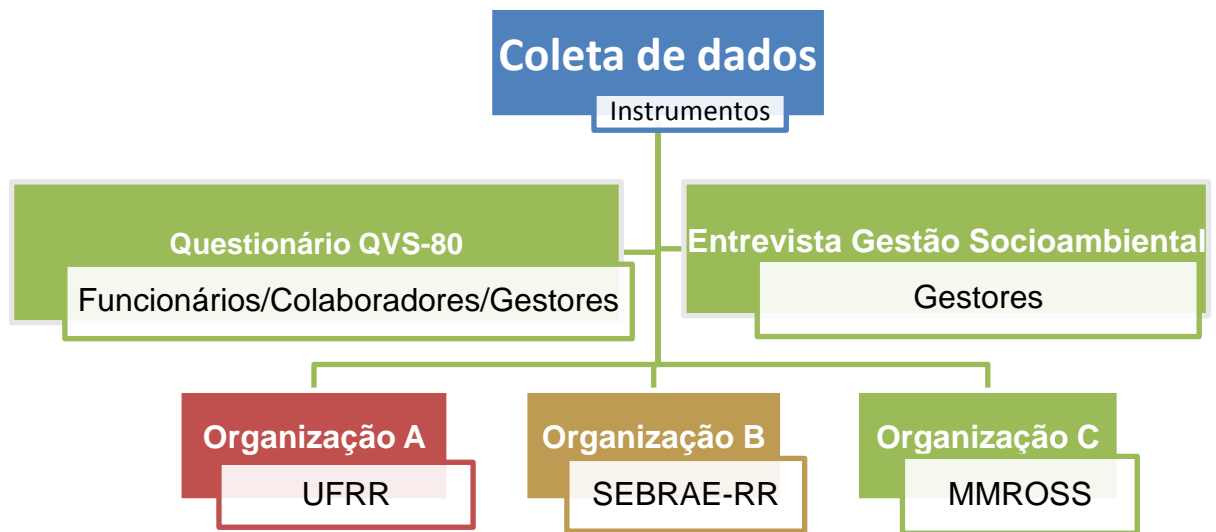 Coleta de dados
Instrumentos
Questionário QVS-80
Funcionários/Colaboradores/Gestores
Entrevista Gestão Socioambiental
Gestores
Organização A
UFRR
Organização B
SEBRAE-RR
Organização C
MMROSS